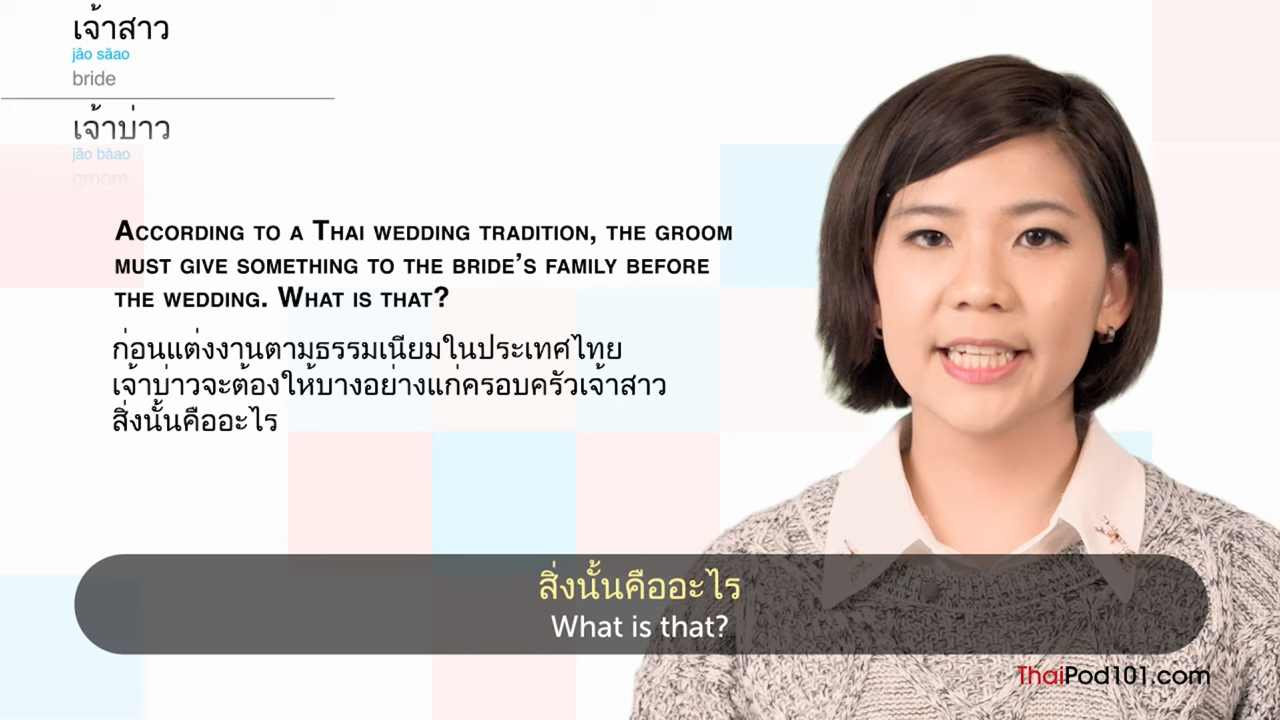 เจ้าสาว
jâo sǎao
bride
เจ้าบ่าว
jâo bàao
groom
According to a Thai wedding tradition, the groom
must give something to the bride's family before
the wedding. What is that?
ก่อนแต่งงานตามธรรมเนียมในประเทศไทย
เจ้าบ่าวจะต้องให้บางอย่างแก่ครอบครัวเจ้าสาว
สิ่งนั้นคืออะไร
สิ่งนั้นคืออะไร
What is that?
ThaiPod101.com